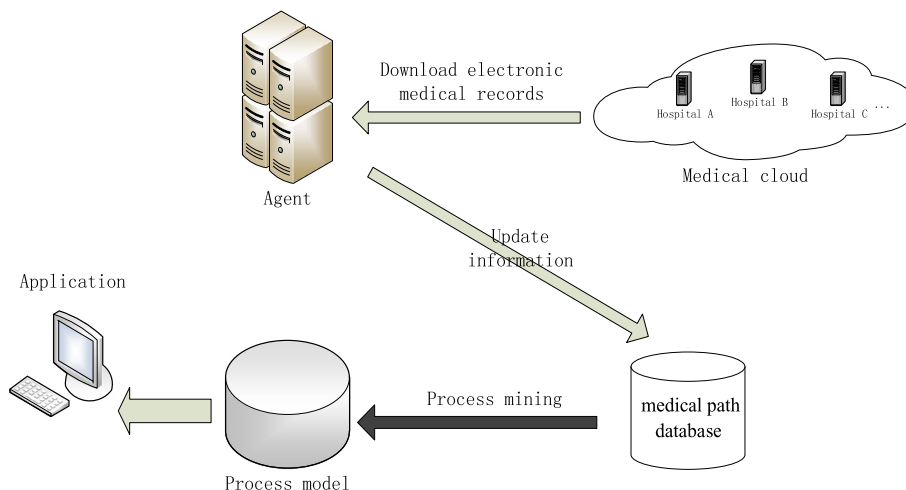 Download electronic
medical records
Hospital A
Hospital B
Hospital C
...
Medical cloud
Agent
Update
information
Application
Process mining
medical path
database
Process model